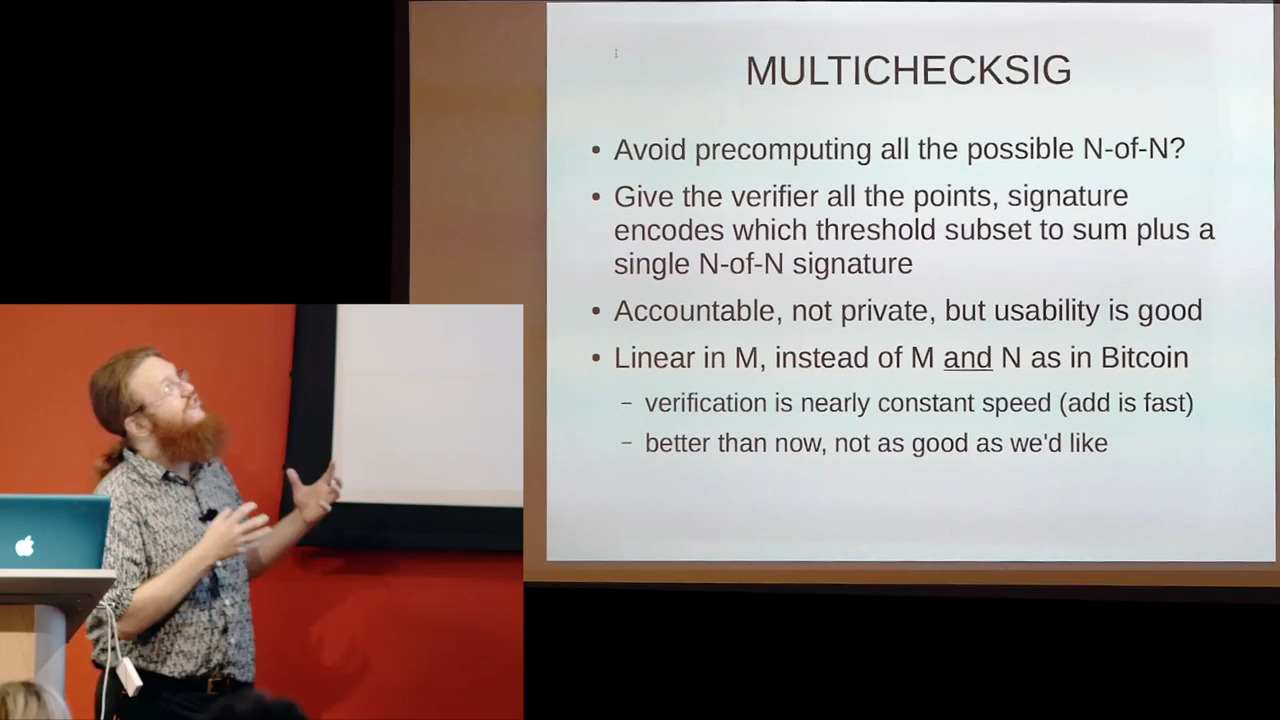 MULTICHECKSIG
• Avoid precomputing all the possible N-of-N?
• Give the verifier all the points, signature
encodes which threshold subset to sum plus a
single N-of-N signature
• Accountable, not private, but usability is good
• Linear in M, instead of M and N as in Bitcoin
– verification is nearly constant speed (add is fast)
– better than now, not as good as we'd like